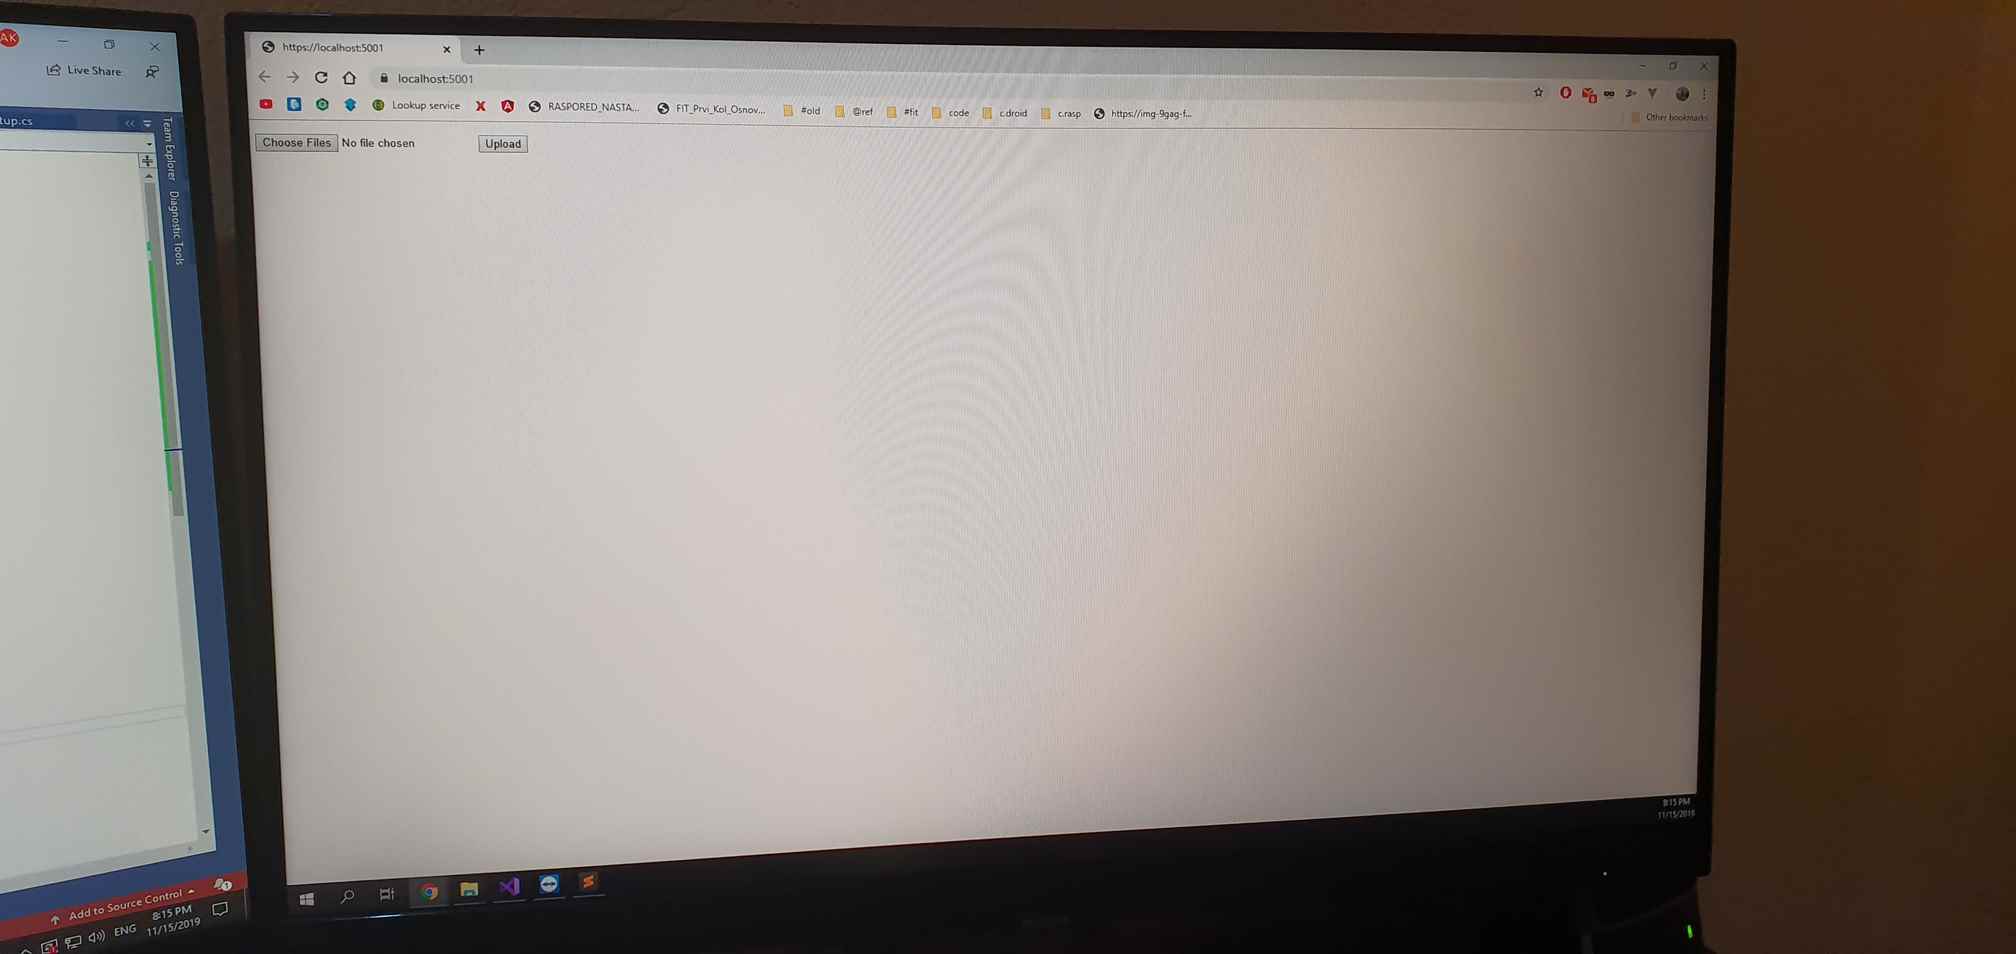 AK
Live Share
tup.cs
Team Explorer
Diagnostic Tools
Add to Source Control
1
ENG
8:15 PM
11/15/2019
https://localhost:5001
localhost:5001
Lookup service
RASPORED_NASTA...
FIT_Prvi_Kol_Osnov...
#old
@ref
#fit
code
c.droid
c.rasp
https://img-9gag-f...
Other bookmarks
Choose Files No file chosen
Upload
8:15 PM
11/15/2019